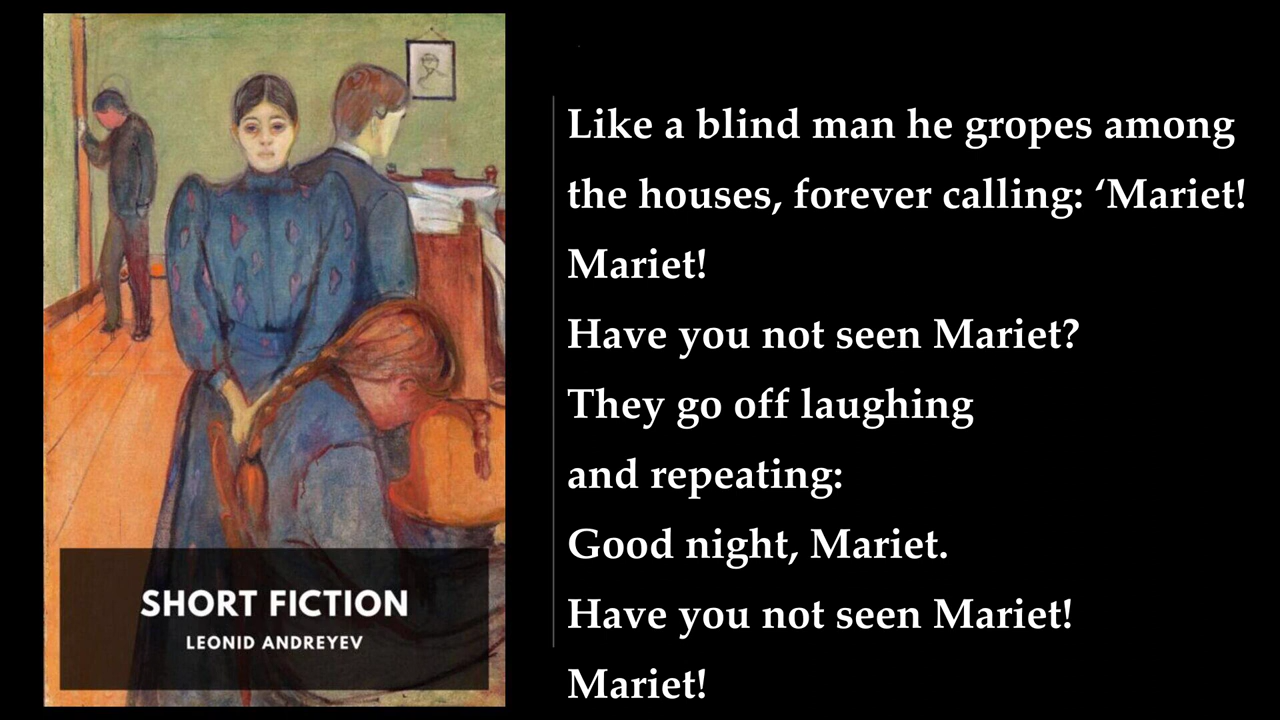 SHORT FICTION
LEONID ANDREYEV
Like a blind man he gropes among
the houses, forever calling: ‘Mariet!
Mariet!
Have you not seen Mariet?
They go off laughing
and repeating:
Good night, Mariet.
Have you not seen Mariet!
Mariet!